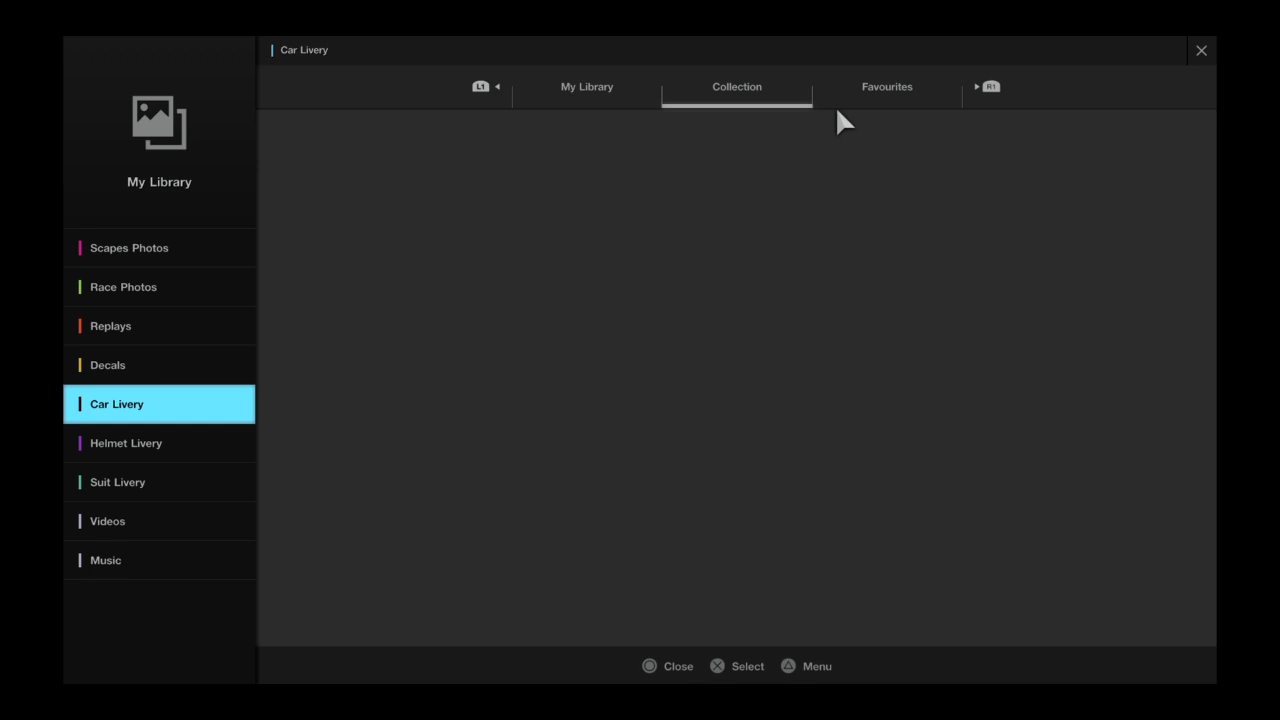 Car Livery
L1 My Library Collection Favourites R1
My Library
Scapes Photos
Race Photos
Replays
Decals
Car Livery
Helmet Livery
Suit Livery
Videos
Music
Close Select Menu